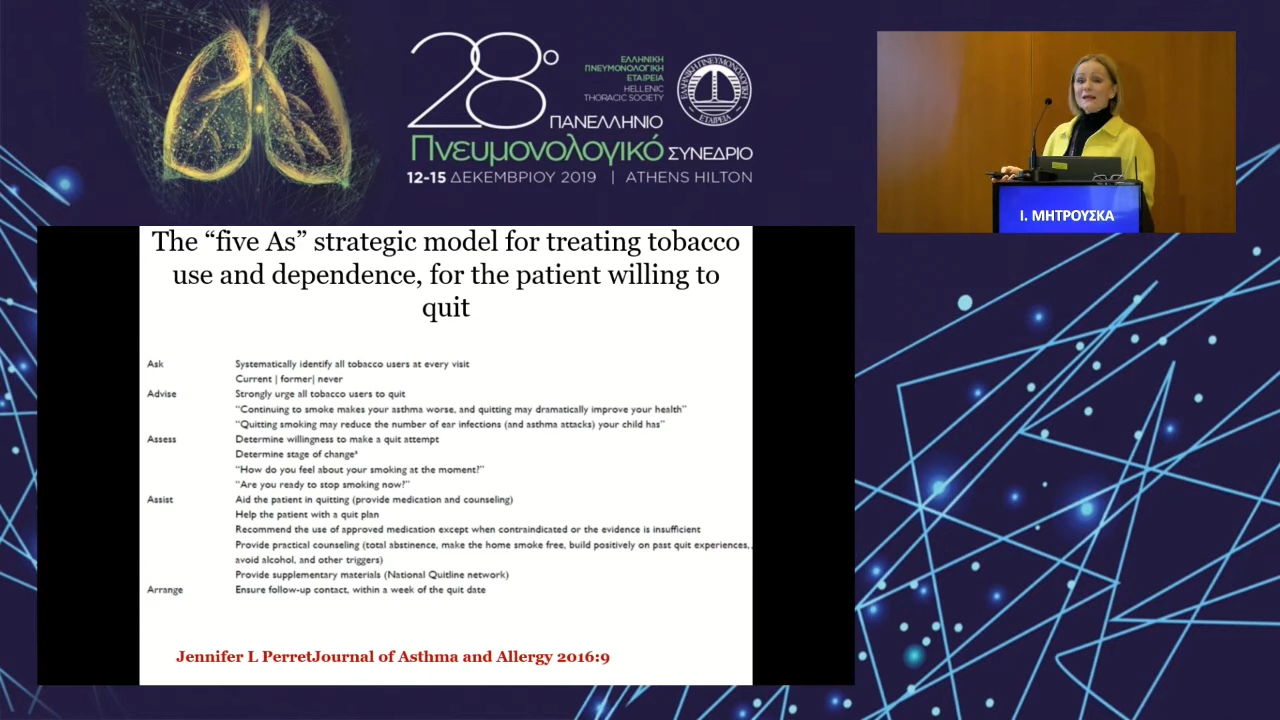 28ο
ΕΛΛΗΝΙΚΗ
ΠΝΕΥΜΟΝΟΛΟΓΙΚΗ
ΕΤΑΙΡΕΙΑ
HELLENIC
THORACIC SOCIETY
ΠΑΝΕΛΛΗΝΙΟ
Πνευμονολογικό ΣΥΝΕΔΡΙΟ
12-15 ΔΕΚΕΜΒΡΙΟΥ 2019 | ATHENS HILTON
ΕΛΛΗΝΙΚΗ ΠΝΕΥΜΟΝΟΛΟΓΙΚΗ
ΕΤΑΙΡΕΙΑ
Ι. ΜΗΤΡΟΥΣΚΑ
The “five As” strategic model for treating tobacco
use and dependence, for the patient willing to
quit
Ask Systematically identify all tobacco users at every visit
Current | former| never
Advise Strongly urge all tobacco users to quit
“Continuing to smoke makes your asthma worse, and quitting may dramatically improve your health”
“Quitting smoking may reduce the number of ear infections (and asthma attacks) your child has”
Assess Determine willingness to make a quit attempt
Determine stage of change*
“How do you feel about your smoking at the moment?”
“Are you ready to stop smoking now?”
Assist Aid the patient in quitting (provide medication and counseling)
Help the patient with a quit plan
Recommend the use of approved medication except when contraindicated or the evidence is insufficient
Provide practical counseling (total abstinence, make the home smoke free, build positively on past quit experiences,
avoid alcohol, and other triggers)
Provide supplementary materials (National Quitline network)
Arrange Ensure follow-up contact, within a week of the quit date
Jennifer L PerretJournal of Asthma and Allergy 2016:9